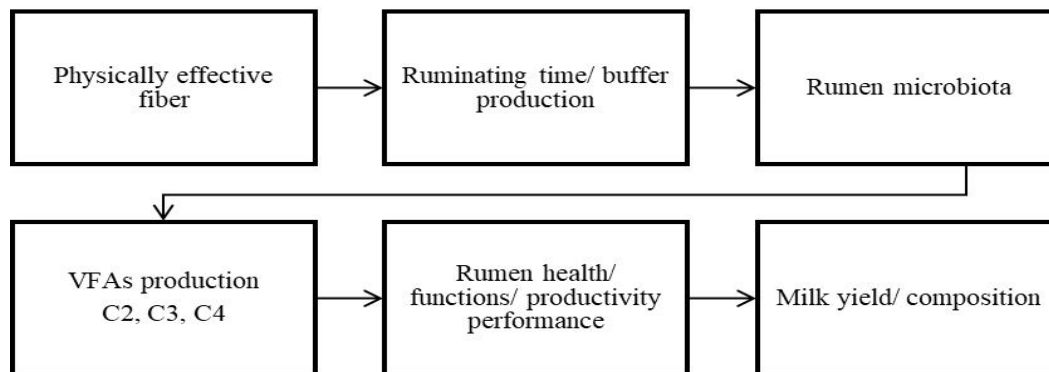 Physically effective
fiber
Ruminating time/ buffer
production
Rumen microbiota
VFAs production
C2, C3, C4
Rumen health/
functions/ productivity
performance
Milk yield/ composition